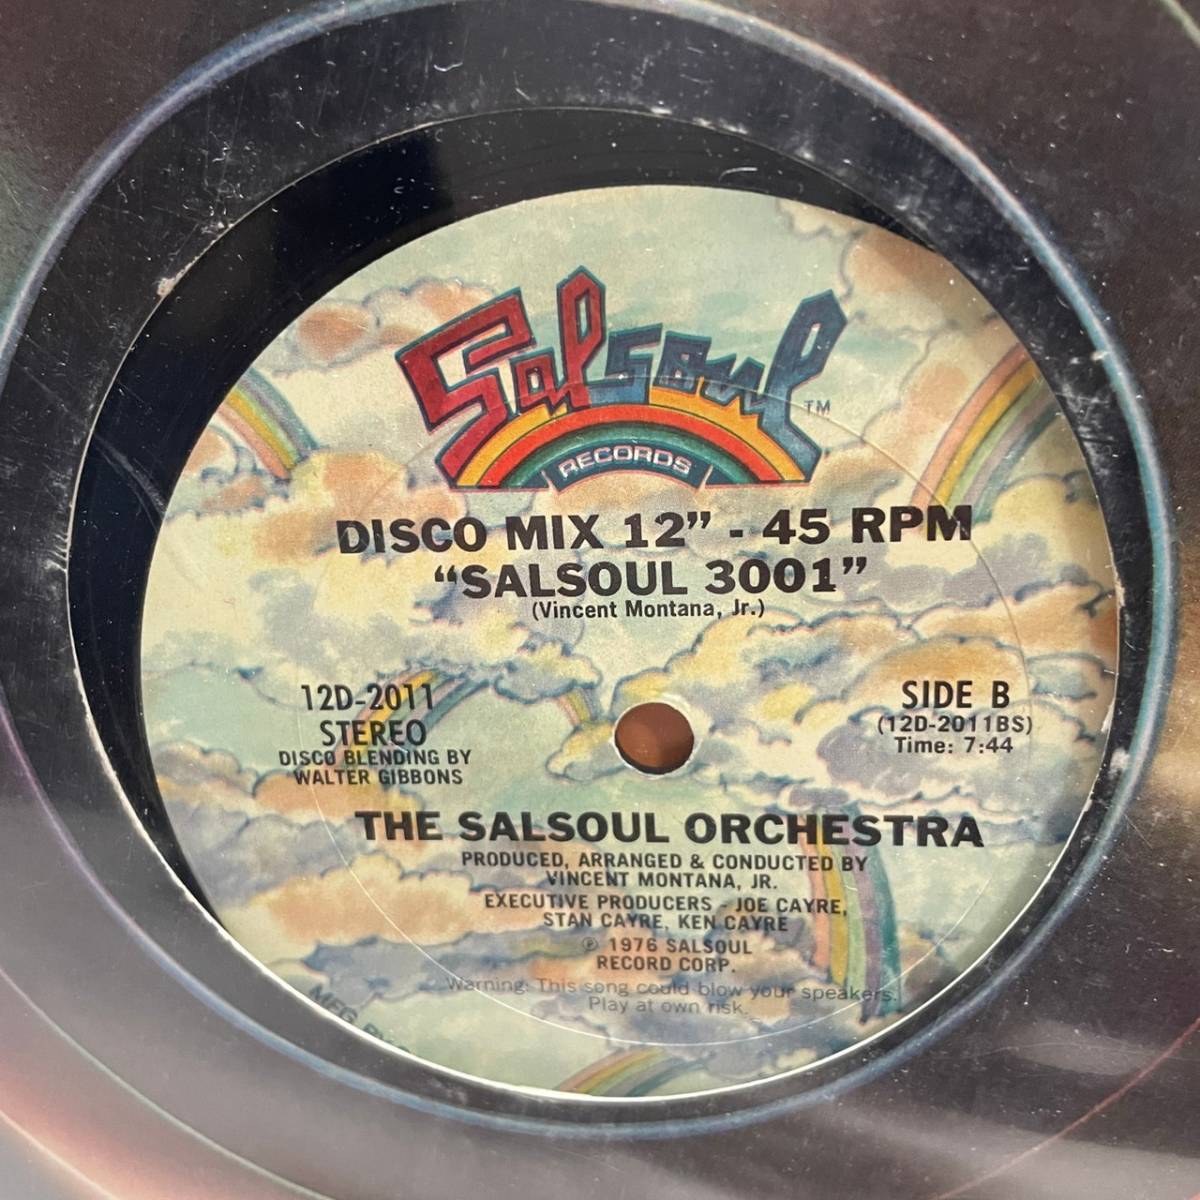 Salsoul TM
RECORDS
DISCO MIX 12” - 45 RPM
“SALSOUL 3001”
(Vincent Montana, Jr.)
12D-2011
STEREO
DISCO BLENDING BY
WALTER GIBBONS
SIDE B
(12D-2011BS)
Time: 7:44
THE SALSOUL ORCHESTRA
PRODUCED, ARRANGED & CONDUCTED BY
VINCENT MONTANA, JR.
EXECUTIVE PRODUCERS - JOE CAYRE,
STAN CAYRE, KEN CAYRE
℗ 1976 SALSOUL
RECORD CORP.
Warning: This song could blow your speakers.
Play at own risk.
MFG.